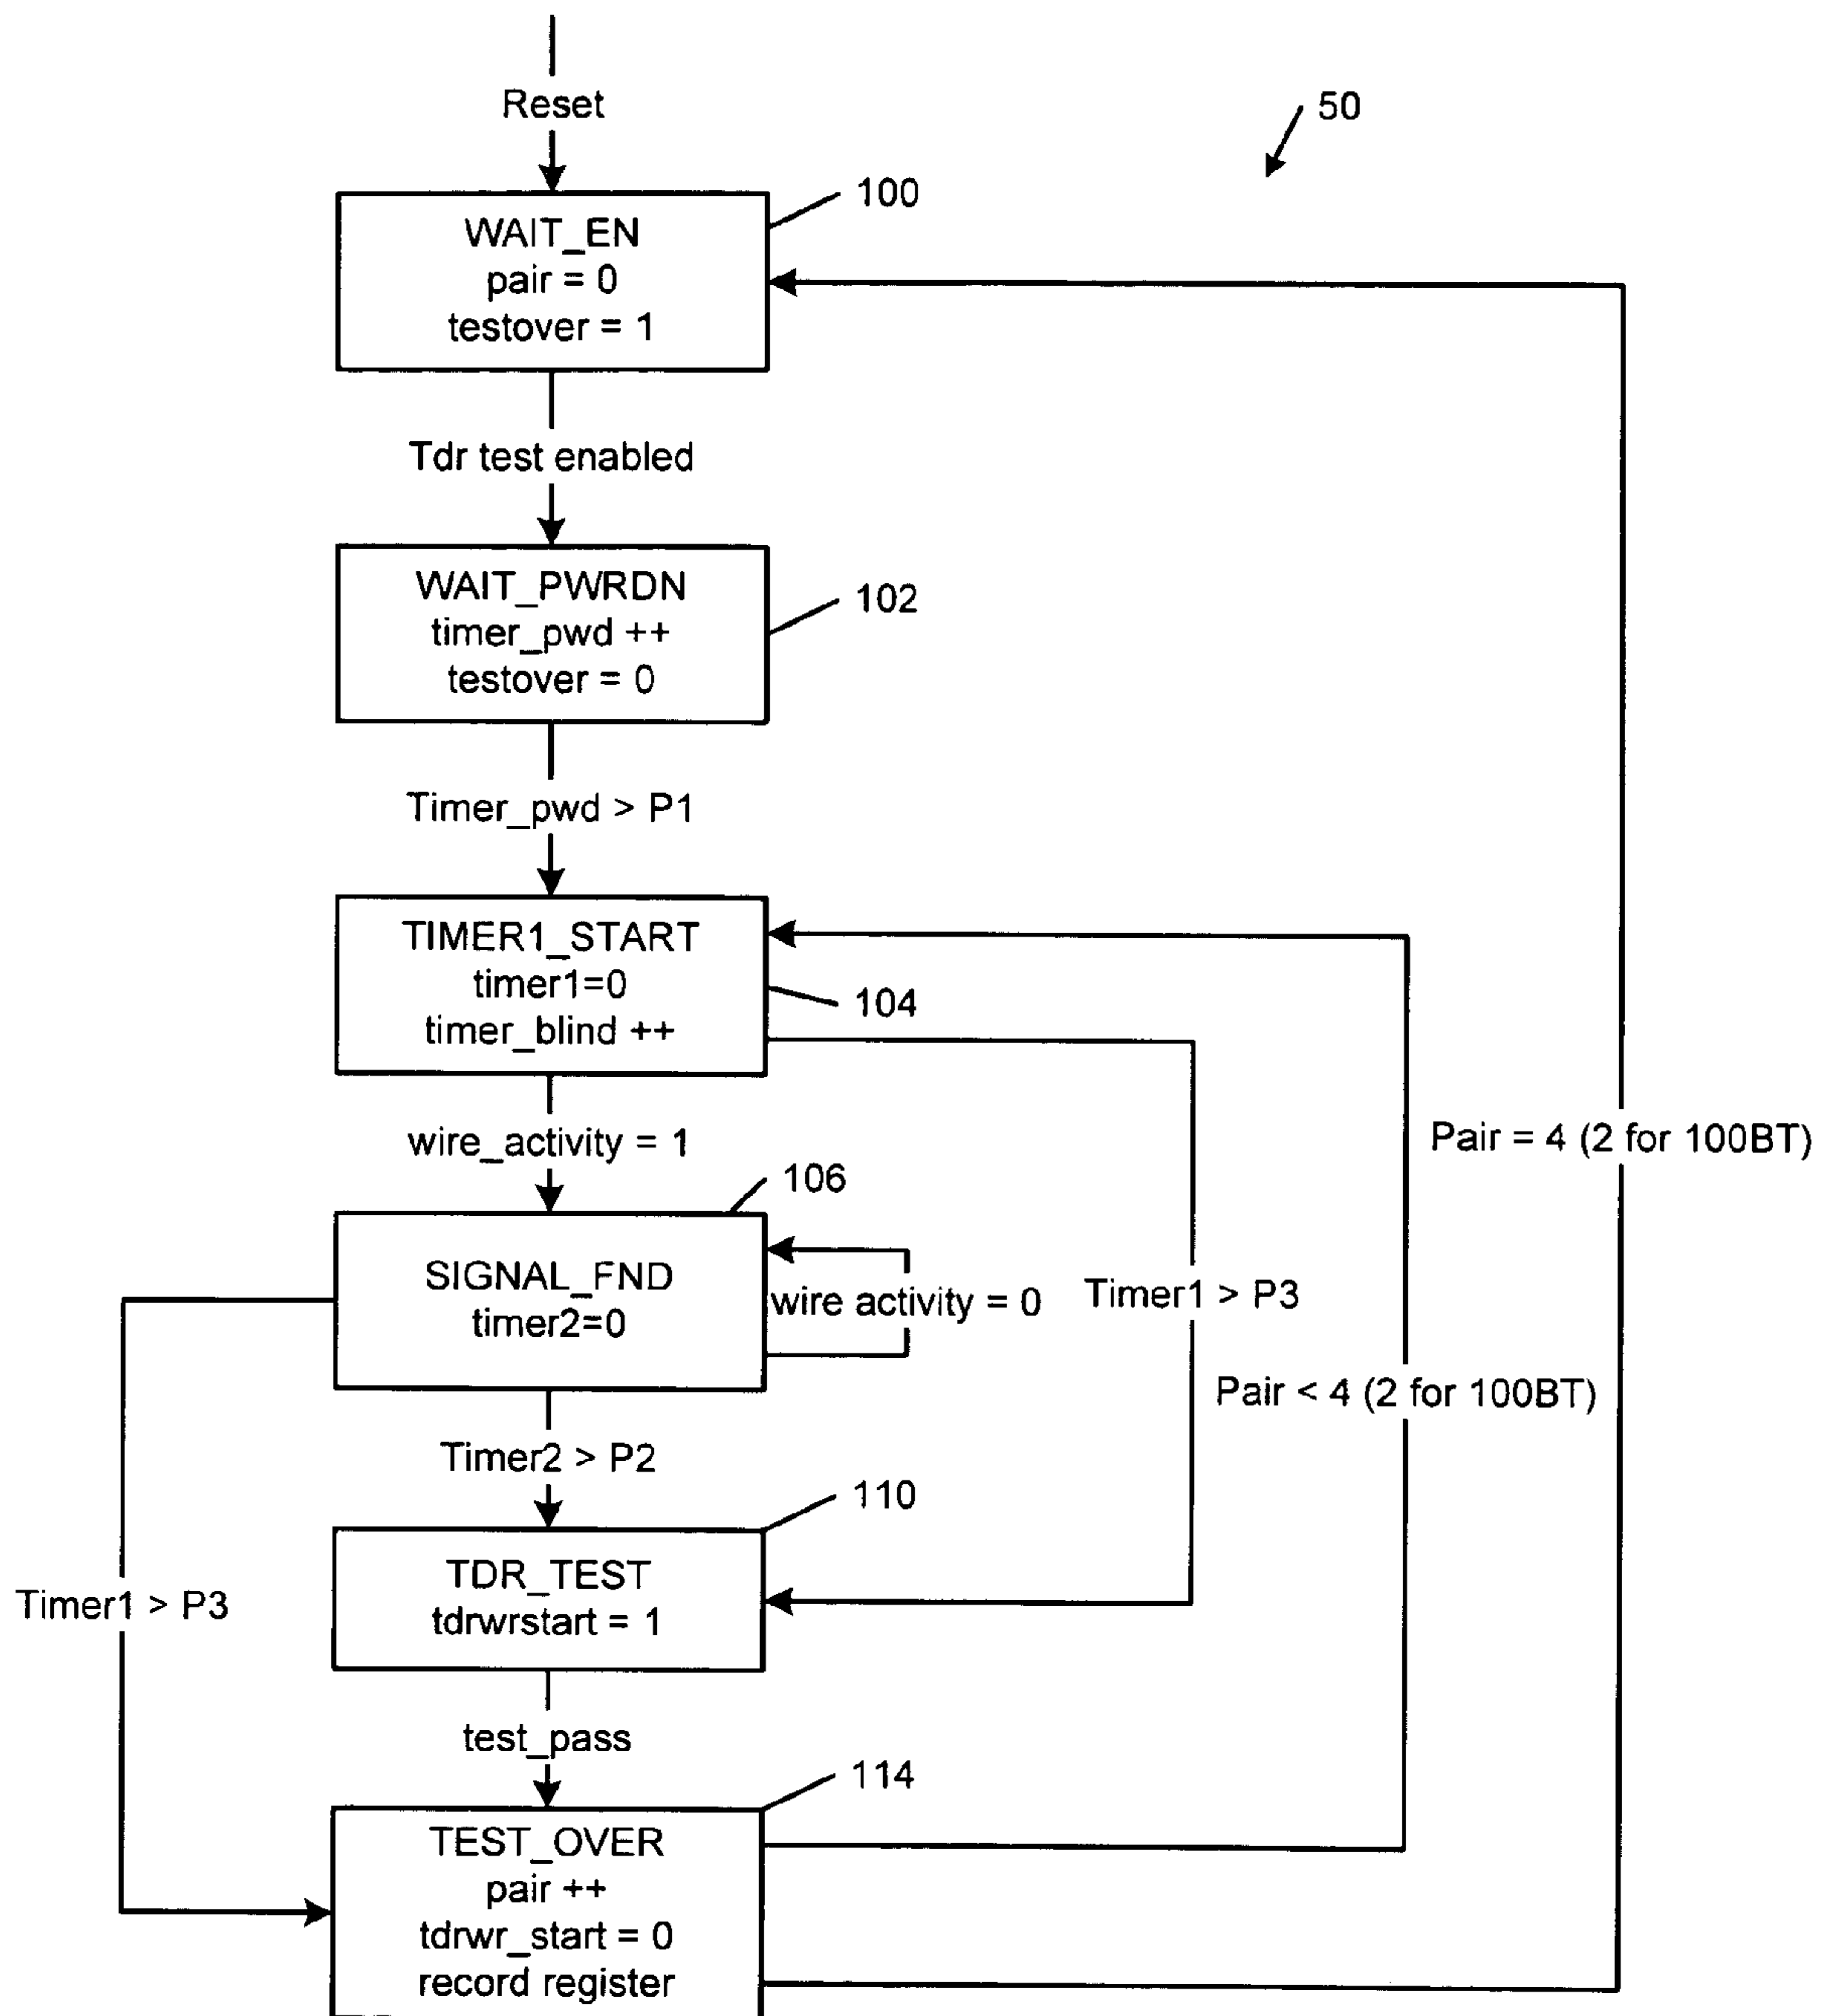 Reset
50
100
WAIT_EN
pair = 0
testover = 1
Tdr test enabled
WAIT_PWRDN
timer_pwd ++
testover = 0
102
Timer_pwd > P1
TIMER1_START
timer1=0
timer_blind ++
104
wire_activity = 1
Pair = 4 (2 for 100BT)
106
SIGNAL_FND
timer2=0
wire activity = 0
Timer1 > P3
Pair < 4 (2 for 100BT)
Timer2 > P2
110
TDR_TEST
tdrwrstart = 1
Timer1 > P3
test_pass
114
TEST_OVER
pair ++
tdrwr_start = 0
record register